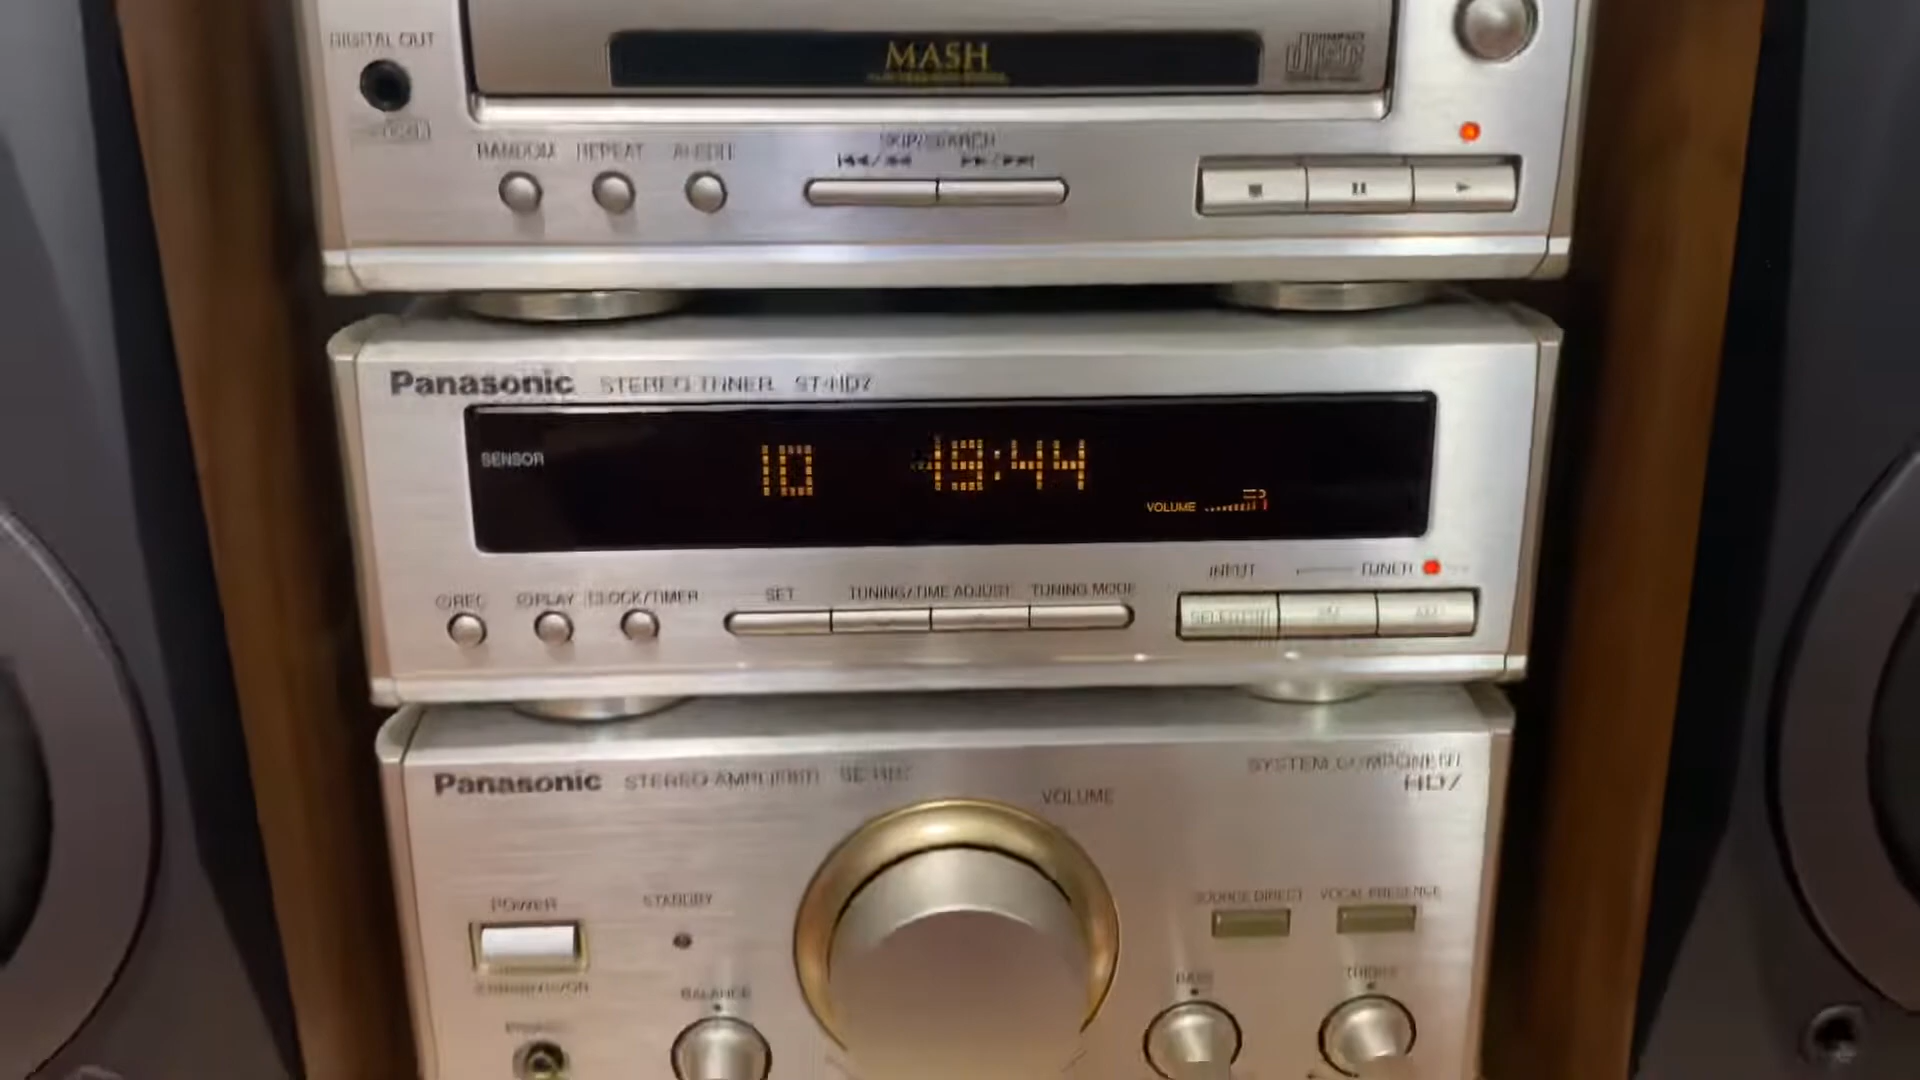 DIGITAL OUT
MASH
COMPACT
disc
RANDOM REPEAT
SKIP/SEARCH
Panasonic STEREO TUNER ST-HD7
SENSOR
10
:44
VOLUME
REC PLAY CLOCK/TIMER
SET TUNING/TIME ADJUST TUNING MODE
INPUT TUNER
Panasonic STEREO AMPLIFIER
SYSTEM COMPONENT
HD7
VOLUME
POWER
STANDBY
SOURCE DIRECT VOCAL PRESENCE
BALANCE
BASS
TREBLE